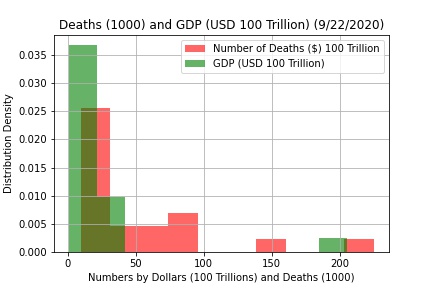 Deaths (1000) and GDP (USD 100 Trillion) (9/22/2020)
Number of Deaths ($) 100 Trillion
GDP (USD 100 Trillion)
Distribution Density
0.035
0.030
0.025
0.020
0.015
0.010
0.005
0.000
0 50 100 150 200
Numbers by Dollars (100 Trillions) and Deaths (1000)